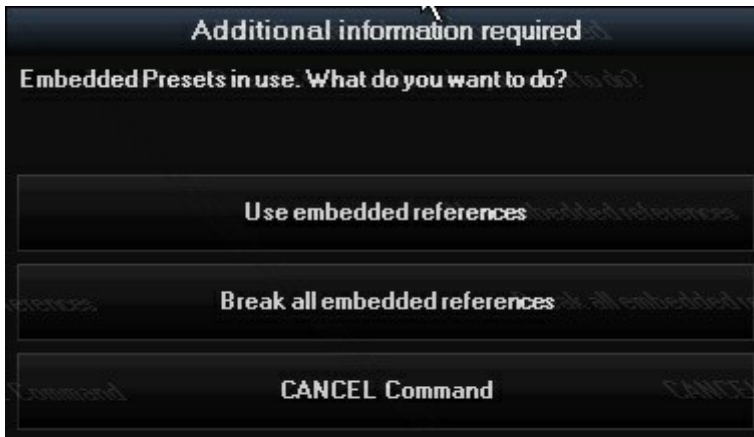 Additional information required
Embedded Presets in use. What do you want to do?
Use embedded references
Break all embedded references
CANCEL Command